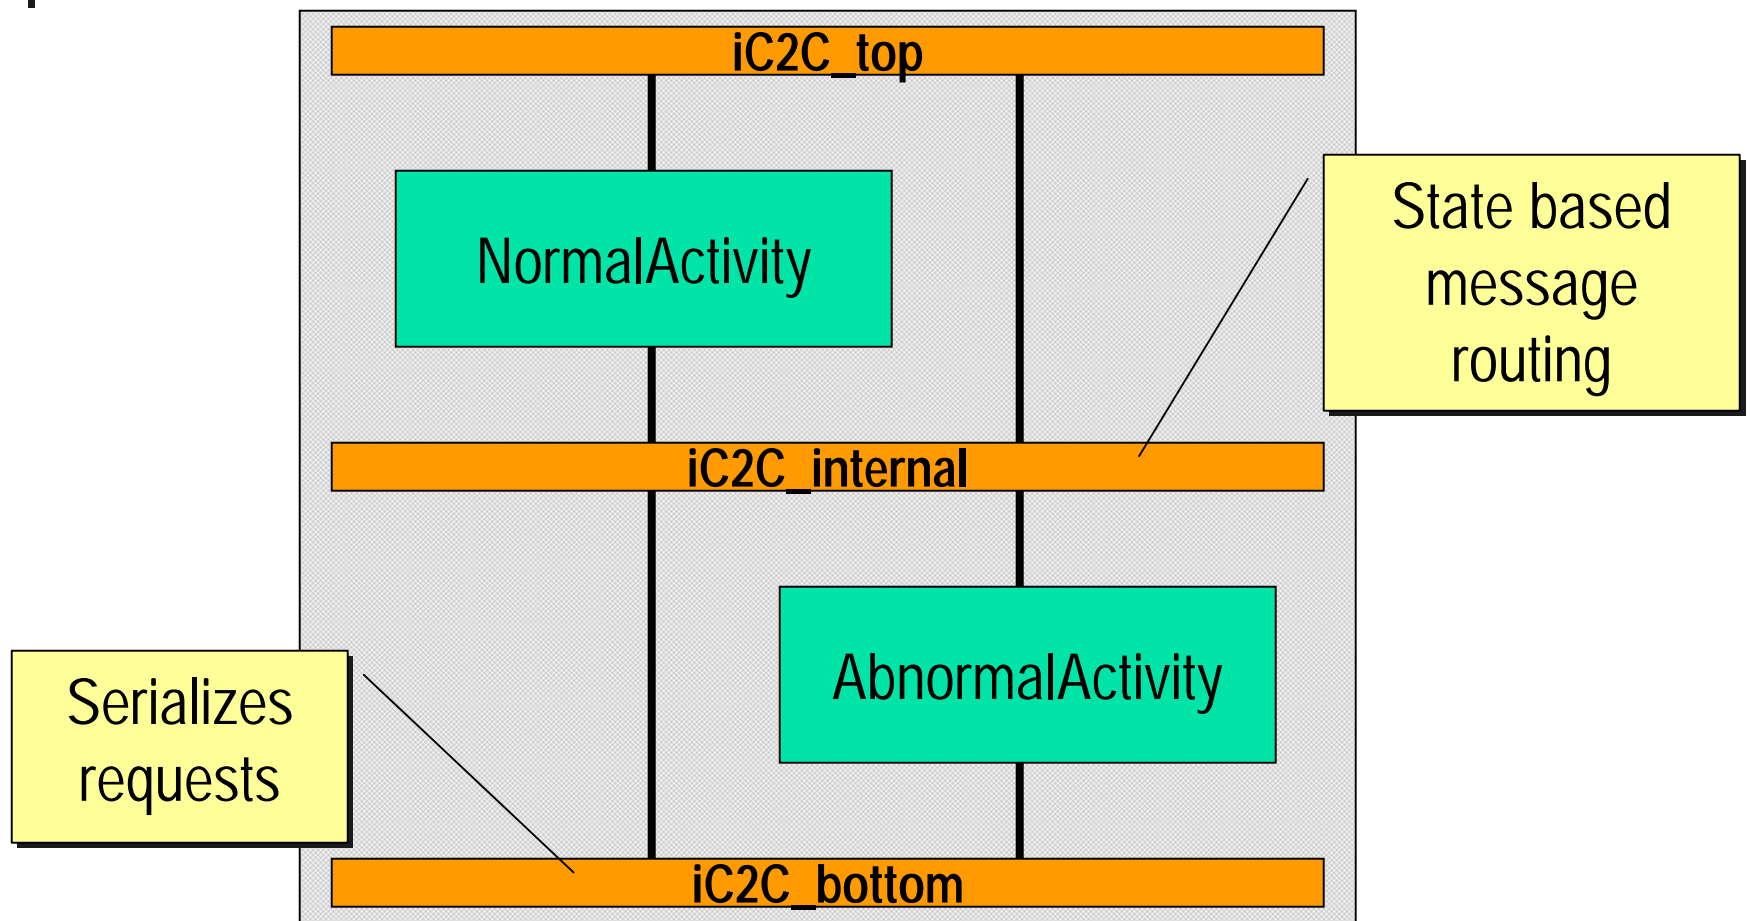 iC2C_top
State based
message
routing
NormalActivity
iC2C_internal
AbnormalActivity
Serializes
requests
iC2C_bottom